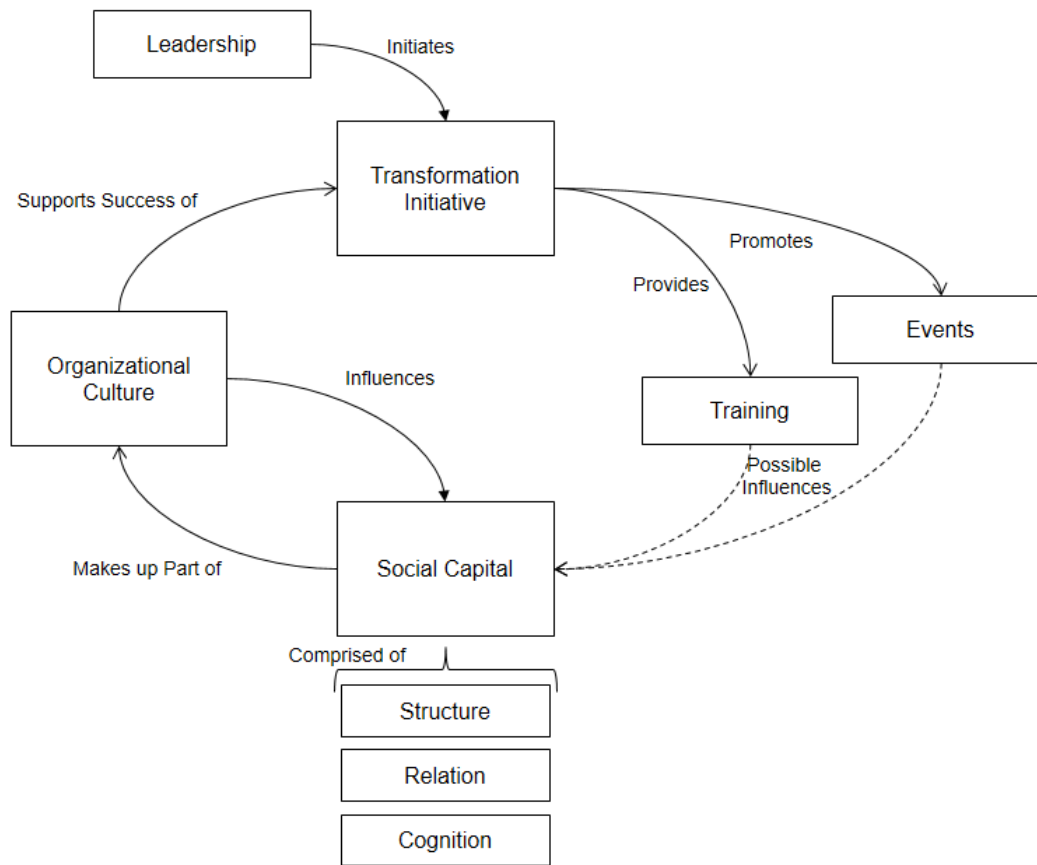 Leadership
Initiates
Transformation
Initiative
Supports Success of
Promotes
Provides
Events
Organizational
Culture
Influences
Training
Possible
Influences
Makes up Part of
Social Capital
Comprised of
Structure
Relation
Cognition